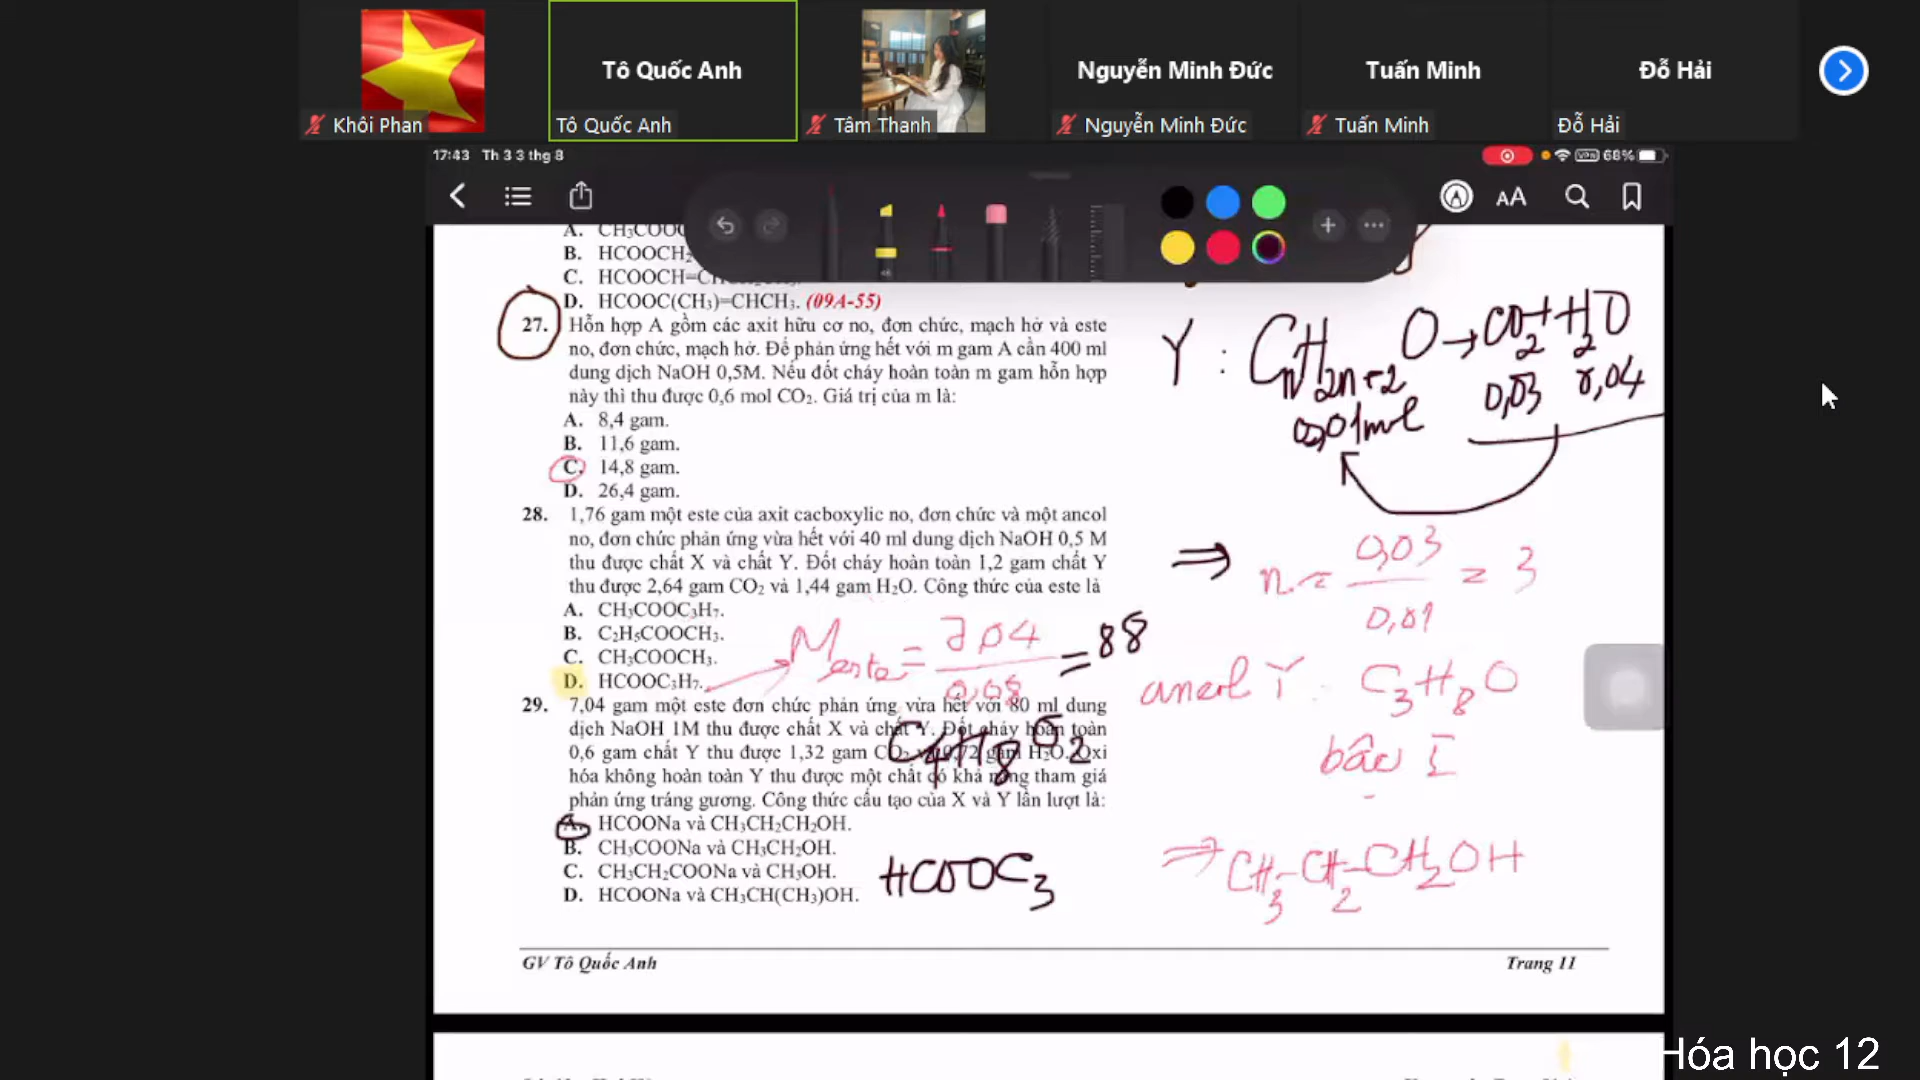 Tô Quốc Anh
Nguyễn Minh Đức
Tuấn Minh
Đỗ Hải
Khôi Phan
Tô Quốc Anh
Tâm Thanh
Nguyễn Minh Đức
Tuấn Minh
Đỗ Hải
17:43 Th 3 3 thg 8
VPN 68%
AA
A. CH₃COO
B. HCOOCH₂
C. HCOOCH=
D. HCOOC(CH₃)=CHCH₃. (09A-55)
27. Hỗn hợp A gồm các axit hữu cơ no, đơn chức, mạch hở và este
no, đơn chức, mạch hở. Để phản ứng hết với m gam A cần 400 ml
dung dịch NaOH 0,5M. Nếu đốt cháy hoàn toàn m gam hỗn hợp
này thì thu được 0,6 mol CO₂. Giá trị của m là:
A. 8,4 gam.
B. 11,6 gam.
C. 14,8 gam.
D. 26,4 gam.
28. 1,76 gam một este của axit cacboxylic no, đơn chức và một ancol
no, đơn chức phản ứng vừa hết với 40 ml dung dịch NaOH 0,5 M
thu được chất X và chất Y. Đốt cháy hoàn toàn 1,2 gam chất Y
thu được 2,64 gam CO₂ và 1,44 gam H₂O. Công thức của este là
A. CH₃COOC₃H₇.
B. C₂H₅COOCH₃.
C. CH₃COOCH₃.
D. HCOOC₃H₇.
29. 7,04 gam một este đơn chức phản ứng vừa hết với 80 ml dung
dịch NaOH 1M thu được chất X và chất Y. Đốt cháy hoàn toàn
0,6 gam chất Y thu được 1,32 gam CO₂ và 0,72 gam H₂O. Oxi
hóa không hoàn toàn Y thu được một chất có khả năng tham giá
phản ứng tráng gương. Công thức cấu tạo của X và Y lần lượt là:
A. HCOONa và CH₃CH₂CH₂OH.
B. CH₃COONa và CH₃CH₂OH.
C. CH₃CH₂COONa và CH₃OH.
D. HCOONa và CH₃CH(CH₃)OH.
M este = 7,04 / 0,08 = 88
C₄H₈O₂
HCOOC₃
Y : CₙH₂ₙ₊₂O → CO₂ + H₂O
0,01mol 0,03 0,04
⇒ n = 0,03 / 0,01 = 3
ancol Y : C₃H₈O
bậc I
⇒ CH₃-CH₂-CH₂OH
GV Tô Quốc Anh
Trang 11
Hóa học 12